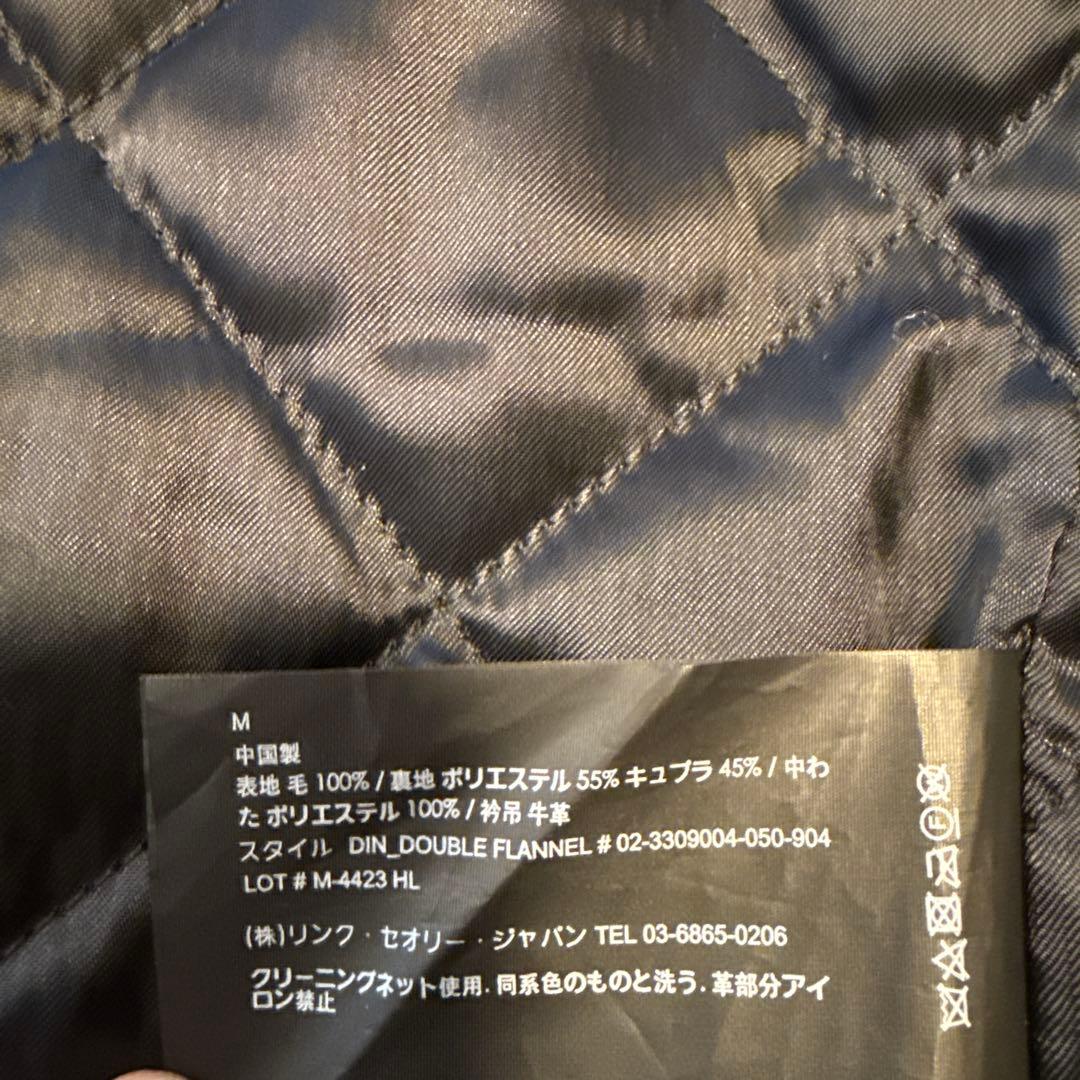 M
中国製
表地 毛 100% / 裏地 ポリエステル 55% キュプラ 45% / 中わ
た ポリエステル 100% / 衿吊 牛革
スタイル DIN_DOUBLE FLANNEL # 02-3309004-050-904
LOT # M-4423 HL
(株)リンク・セオリー・ジャパン TEL 03-6865-0206
クリーニングネット使用. 同系色のものと洗う. 革部分アイ
ロン禁止